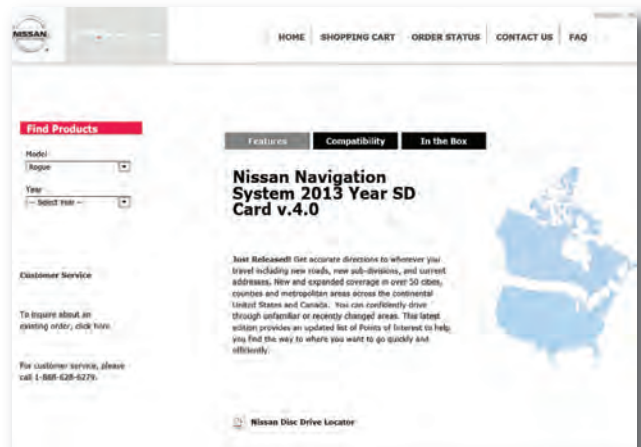 NISSAN
HOME SHOPPING CART ORDER STATUS CONTACT US FAQ
Find Products
Model
Rogue
Year
-- Select Year --
Customer Service
To inquire about an
existing order, click here
For customer service, please
call 1-888-628-6279.
Features Compatibility In the Box
Nissan Navigation
System 2013 Year SD
Card v.4.0
Just Released! Get accurate directions to wherever you
travel including new roads, new sub-divisions, and current
addresses. New and expanded coverage in over 50 cities,
counties and metropolitan areas across the continental
United States and Canada. You can confidently drive
through unfamiliar or recently changed areas. This latest
edition provides an updated list of Points of Interest to help
you find the way to where you want to go quickly and
efficiently.
Nissan Disc Drive Locator